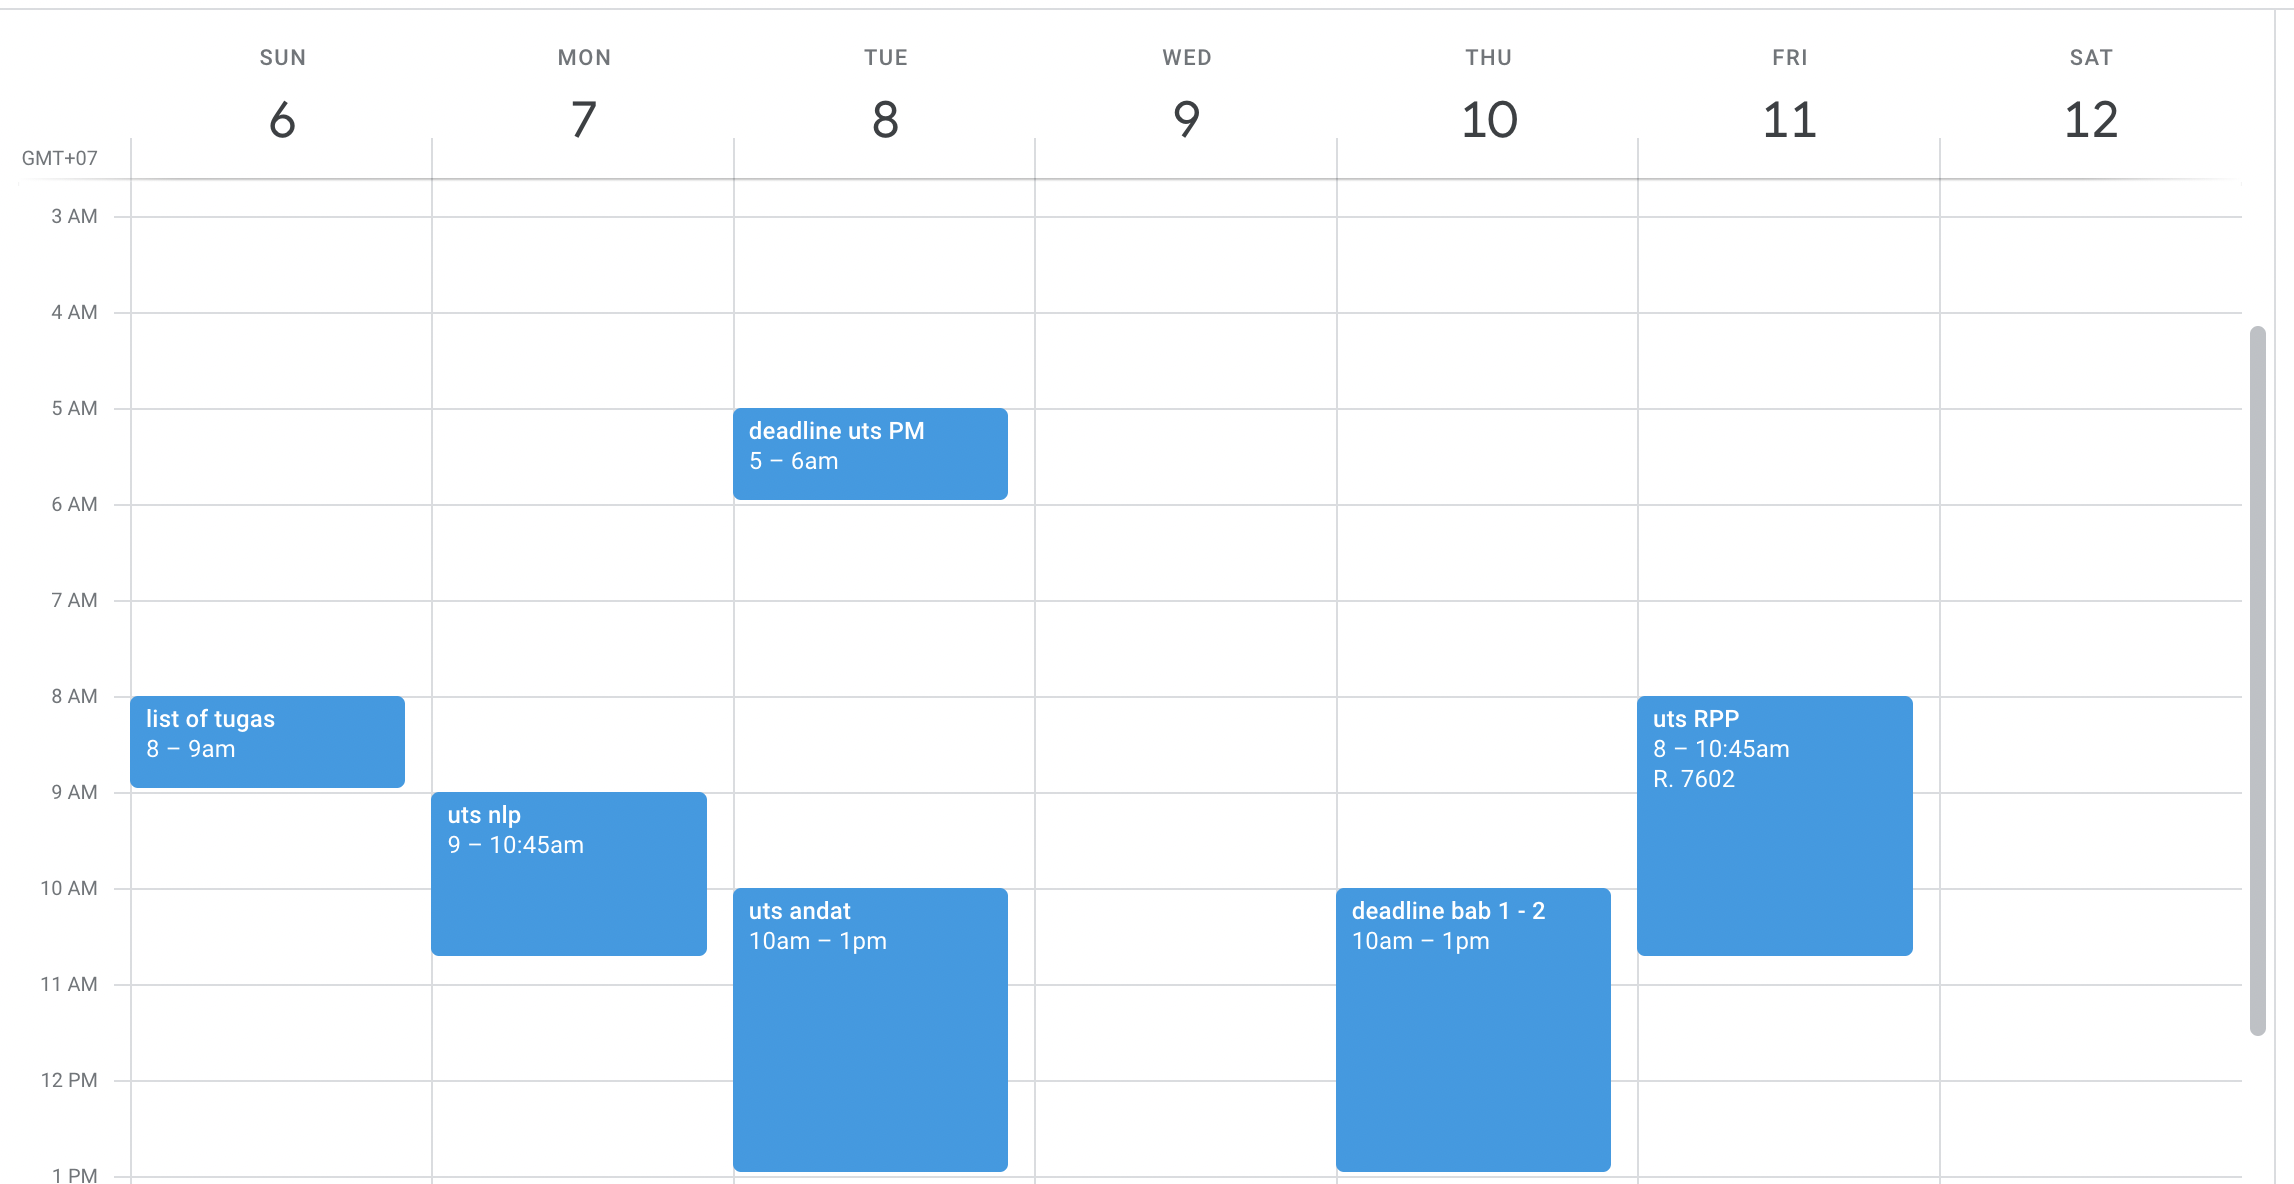 SUN
MON
TUE
WED
THU
FRI
SAT
6
7
8
9
10
11
12
GMT+07
3 AM
4 AM
5 AM
6 AM
7 AM
8 AM
9 AM
10 AM
11 AM
12 PM
1 PM
list of tugas
8 – 9am
uts nlp
9 – 10:45am
deadline uts PM
5 – 6am
uts andat
10am – 1pm
deadline bab 1 - 2
10am – 1pm
uts RPP
8 – 10:45am
R. 7602